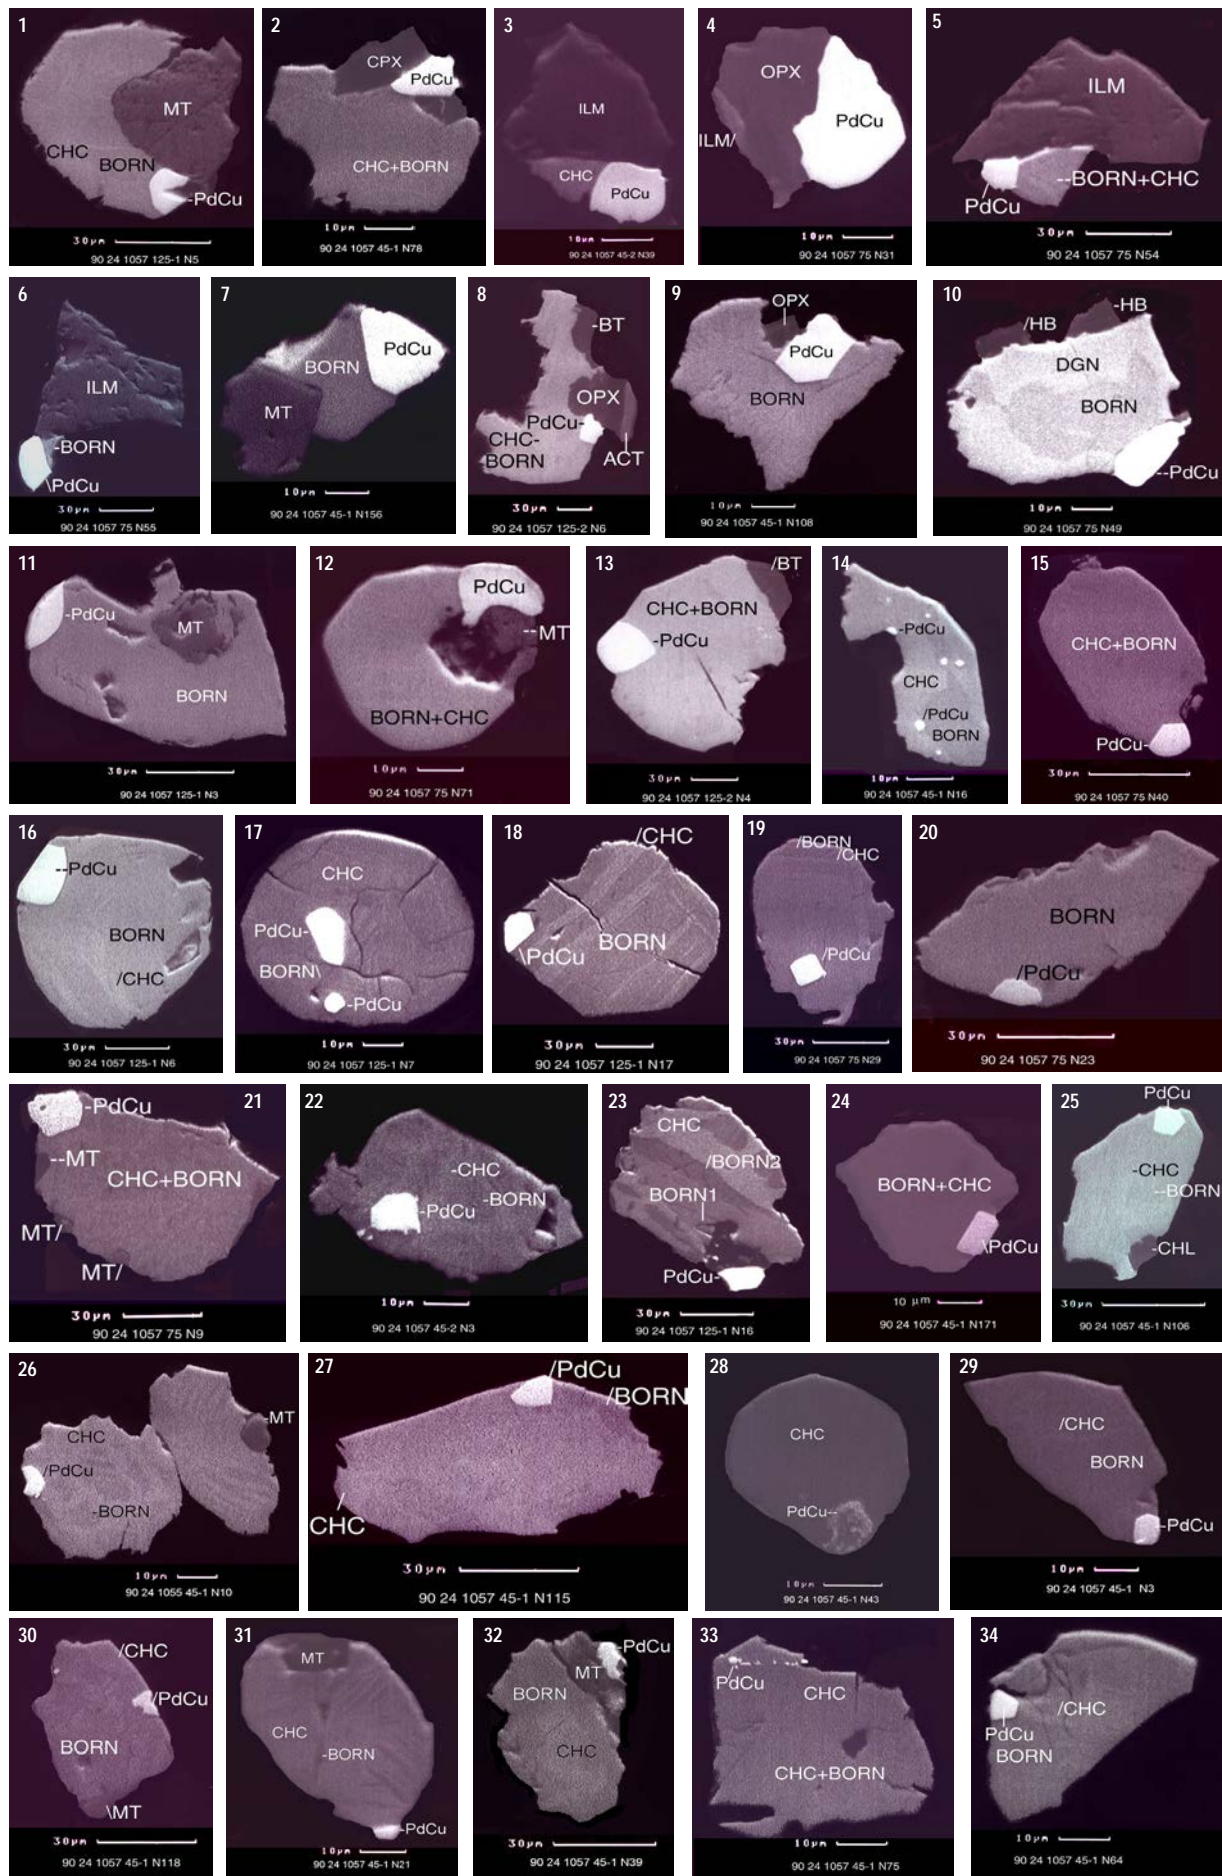 1
MT
CHC
BORN
-PdCu
30µm
90 24 1057 125-1 N5
2
CPX
PdCu
CHC+BORN
10µm
90 24 1057 45-1 N78
3
ILM
CHC
PdCu
10µm
90 24 1057 45-2 N39
4
OPX
PdCu
ILM/
10µm
90 24 1057 75 N31
5
ILM
--BORN+CHC
PdCu
30µm
90 24 1057 75 N54
6
ILM
-BORN
\PdCu
30µm
90 24 1057 75 N55
7
BORN
PdCu
MT
10µm
90 24 1057 45-1 N156
8
-BT
OPX
PdCu-
CHC-
BORN
ACT
30µm
90 24 1057 125-2 N6
9
OPX
PdCu
BORN
10µm
90 24 1057 45-1 N108
10
-HB
/HB
DGN
BORN
--PdCu
10µm
90 24 1057 75 N49
11
-PdCu
MT
BORN
30µm
90 24 1057 125-1 N3
12
PdCu
--MT
BORN+CHC
10µm
90 24 1057 75 N71
13
/BT
CHC+BORN
-PdCu
30µm
90 24 1057 125-2 N4
14
-PdCu
CHC
/PdCu
BORN
10µm
90 24 1057 45-1 N16
15
CHC+BORN
PdCu-
30µm
90 24 1057 75 N40
16
--PdCu
BORN
/CHC
30µm
90 24 1057 125-1 N6
17
CHC
PdCu-
BORN\
-PdCu
10µm
90 24 1057 125-1 N7
18
/CHC
\PdCu
BORN
30µm
90 24 1057 125-1 N17
19
/BORN
/CHC
/PdCu
30µm
90 24 1057 75 N29
20
BORN
/PdCu
30µm
90 24 1057 75 N23
21
-PdCu
--MT
CHC+BORN
MT/
MT/
30µm
90 24 1057 75 N9
22
-CHC
-BORN
-PdCu
10µm
90 24 1057 45-2 N3
23
CHC
/BORN2
BORN1
PdCu-
30µm
90 24 1057 125-1 N16
24
BORN+CHC
\PdCu
10 µm
90 24 1057 45-1 N171
25
PdCu
-CHC
--BORN
-CHL
30µm
90 24 1057 45-1 N106
26
-MT
CHC
/PdCu
-BORN
10µm
90 24 1055 45-1 N10
27
/PdCu
/BORN
CHC
30µm
90 24 1057 45-1 N115
28
CHC
PdCu--
10µm
90 24 1057 45-1 N43
29
/CHC
BORN
-PdCu
10µm
90 24 1057 45-1 N3
30
/CHC
/PdCu
BORN
\MT
30µm
90 24 1057 45-1 N118
31
MT
CHC
-BORN
-PdCu
10µm
90 24 1057 45-1 N21
32
-PdCu
MT
BORN
CHC
30µm
90 24 1057 45-1 N39
33
PdCu
CHC
CHC+BORN
10µm
90 24 1057 45-1 N75
34
/CHC
PdCu
BORN
10µm
90 24 1057 45-1 N64